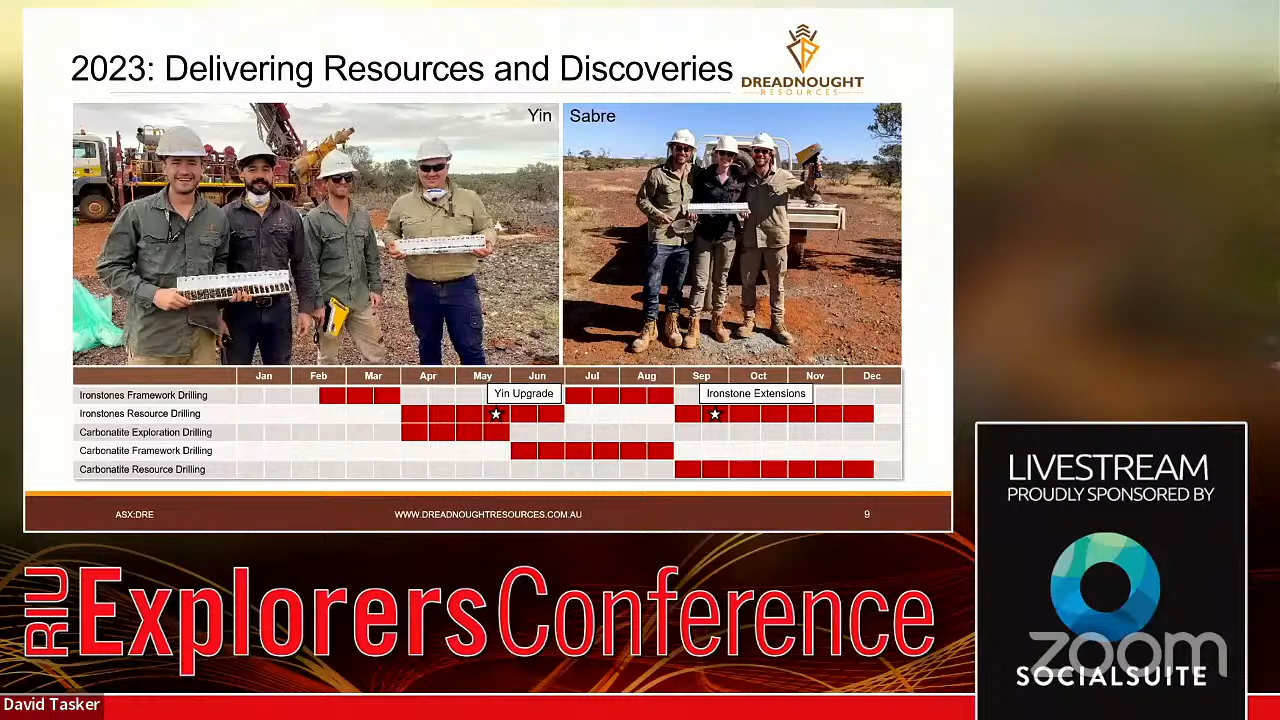 2023: Delivering Resources and Discoveries
DREADNOUGHT
RESOURCES
Yin
Sabre
Jan Feb Mar Apr May Jun Jul Aug Sep Oct Nov Dec
Ironstones Framework Drilling
Yin Upgrade
Ironstone Extensions
Ironstones Resource Drilling
Carbonatite Exploration Drilling
Carbonatite Framework Drilling
Carbonatite Resource Drilling
ASX:DRE
WWW.DREADNOUGHTRESOURCES.COM.AU
9
LIVESTREAM
PROUDLY SPONSORED BY
zoom
SOCIALSUITE
RIU ExplorersConference
David Tasker